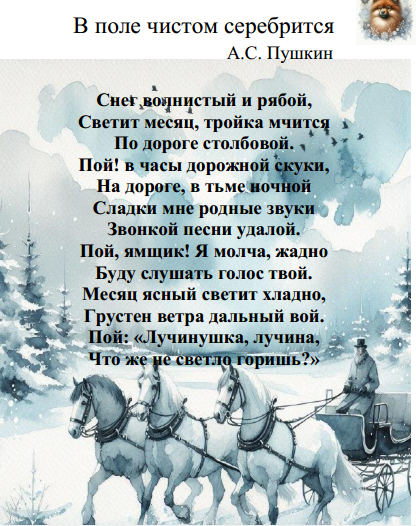 В поле чистом серебрится
А.С. Пушкин
Снег волнистый и рябой,
Светит месяц, тройка мчится
По дороге столбовой.
Пой! в часы дорожной скуки,
На дороге, в тьме ночной
Сладки мне родные звуки
Звонкой песни удалой.
Пой, ямщик! Я молча, жадно
Буду слушать голос твой.
Месяц ясный светит хладно,
Грустен ветра дальный вой.
Пой: «Лучинушка, лучина,
Что же не светло горишь?»